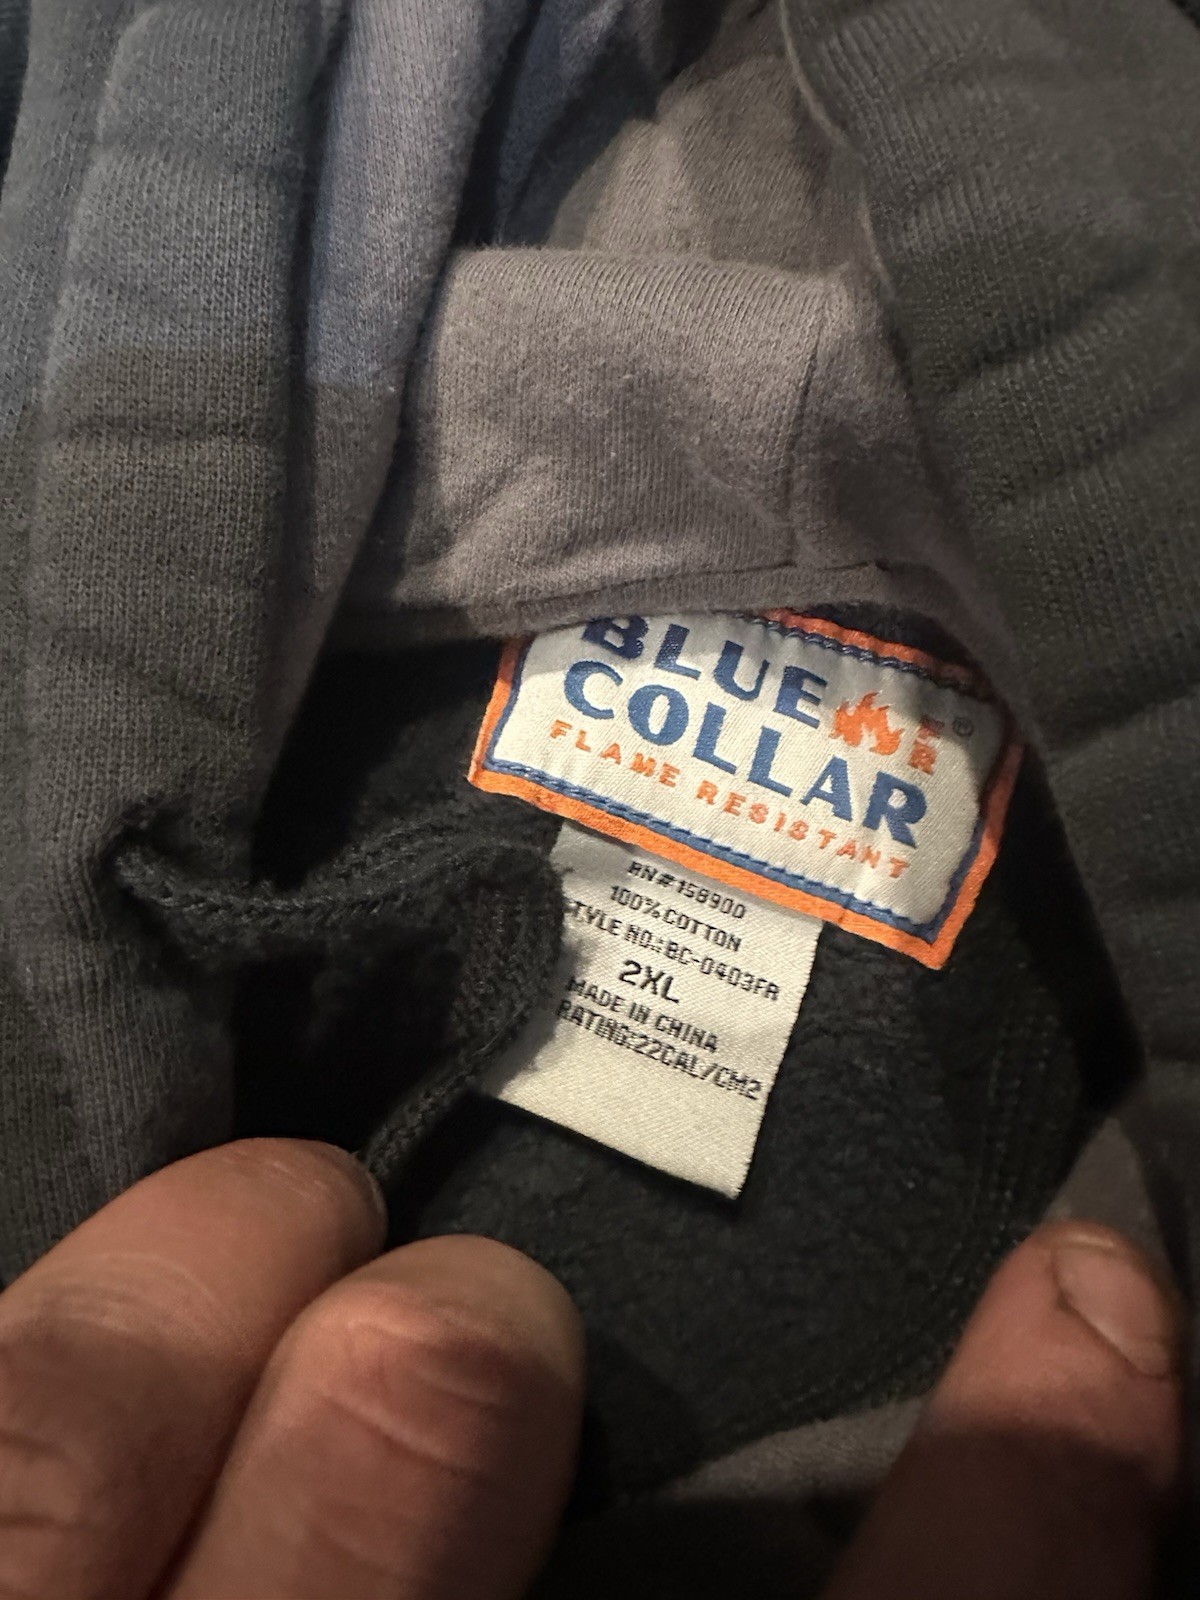 BLUE
COLLAR
FR®
FLAME RESISTANT
RN#158900
100%COTTON
STYLE NO.:BC-0403FR
2XL
MADE IN CHINA
RATING:22CAL/CM2